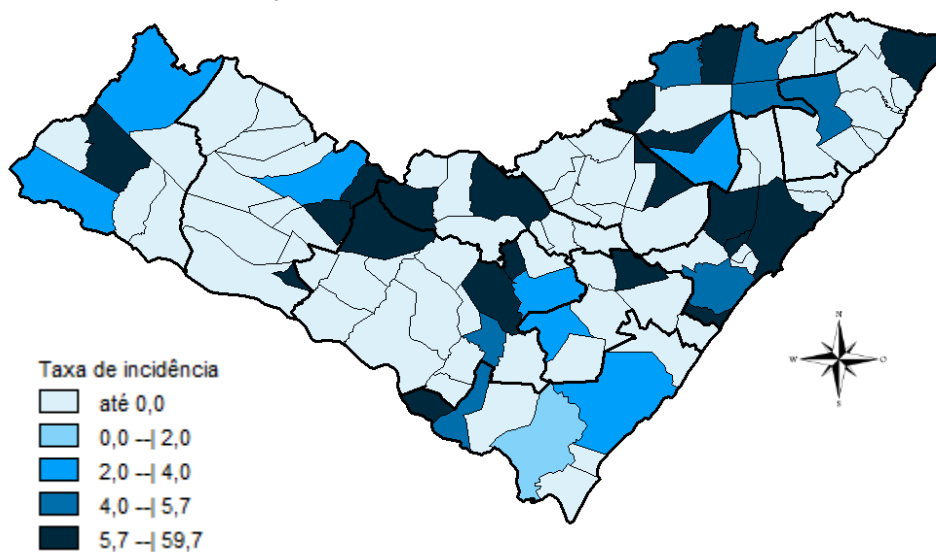 N
W
O
S
Taxa de incidência
até 0,0
0,0 --| 2,0
2,0 --| 4,0
4,0 --| 5,7
5,7 --| 59,7